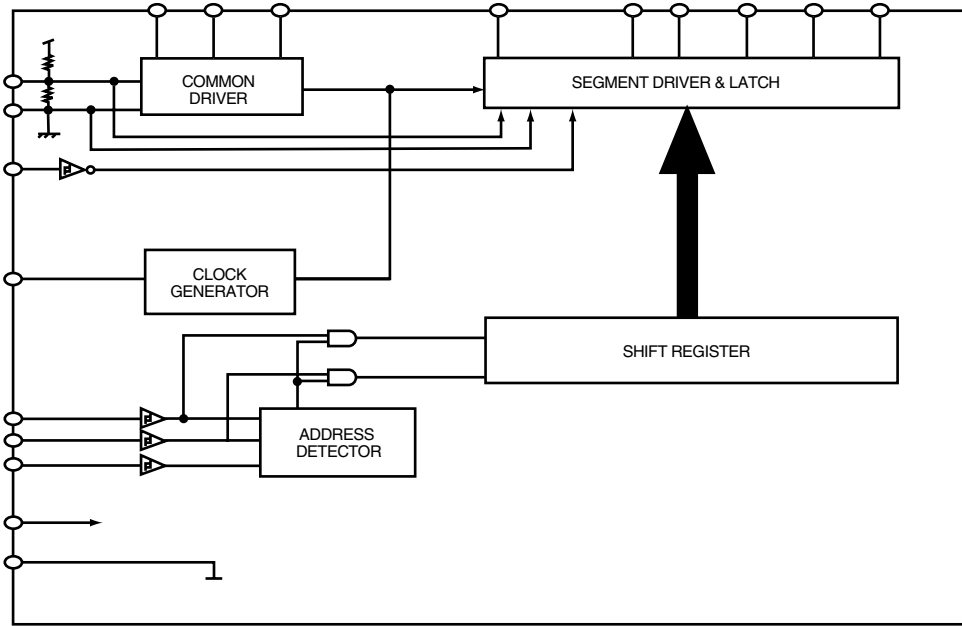 COMMON
DRIVER
SEGMENT DRIVER & LATCH
CLOCK
GENERATOR
SHIFT REGISTER
ADDRESS
DETECTOR